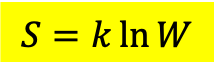 S = k ln W